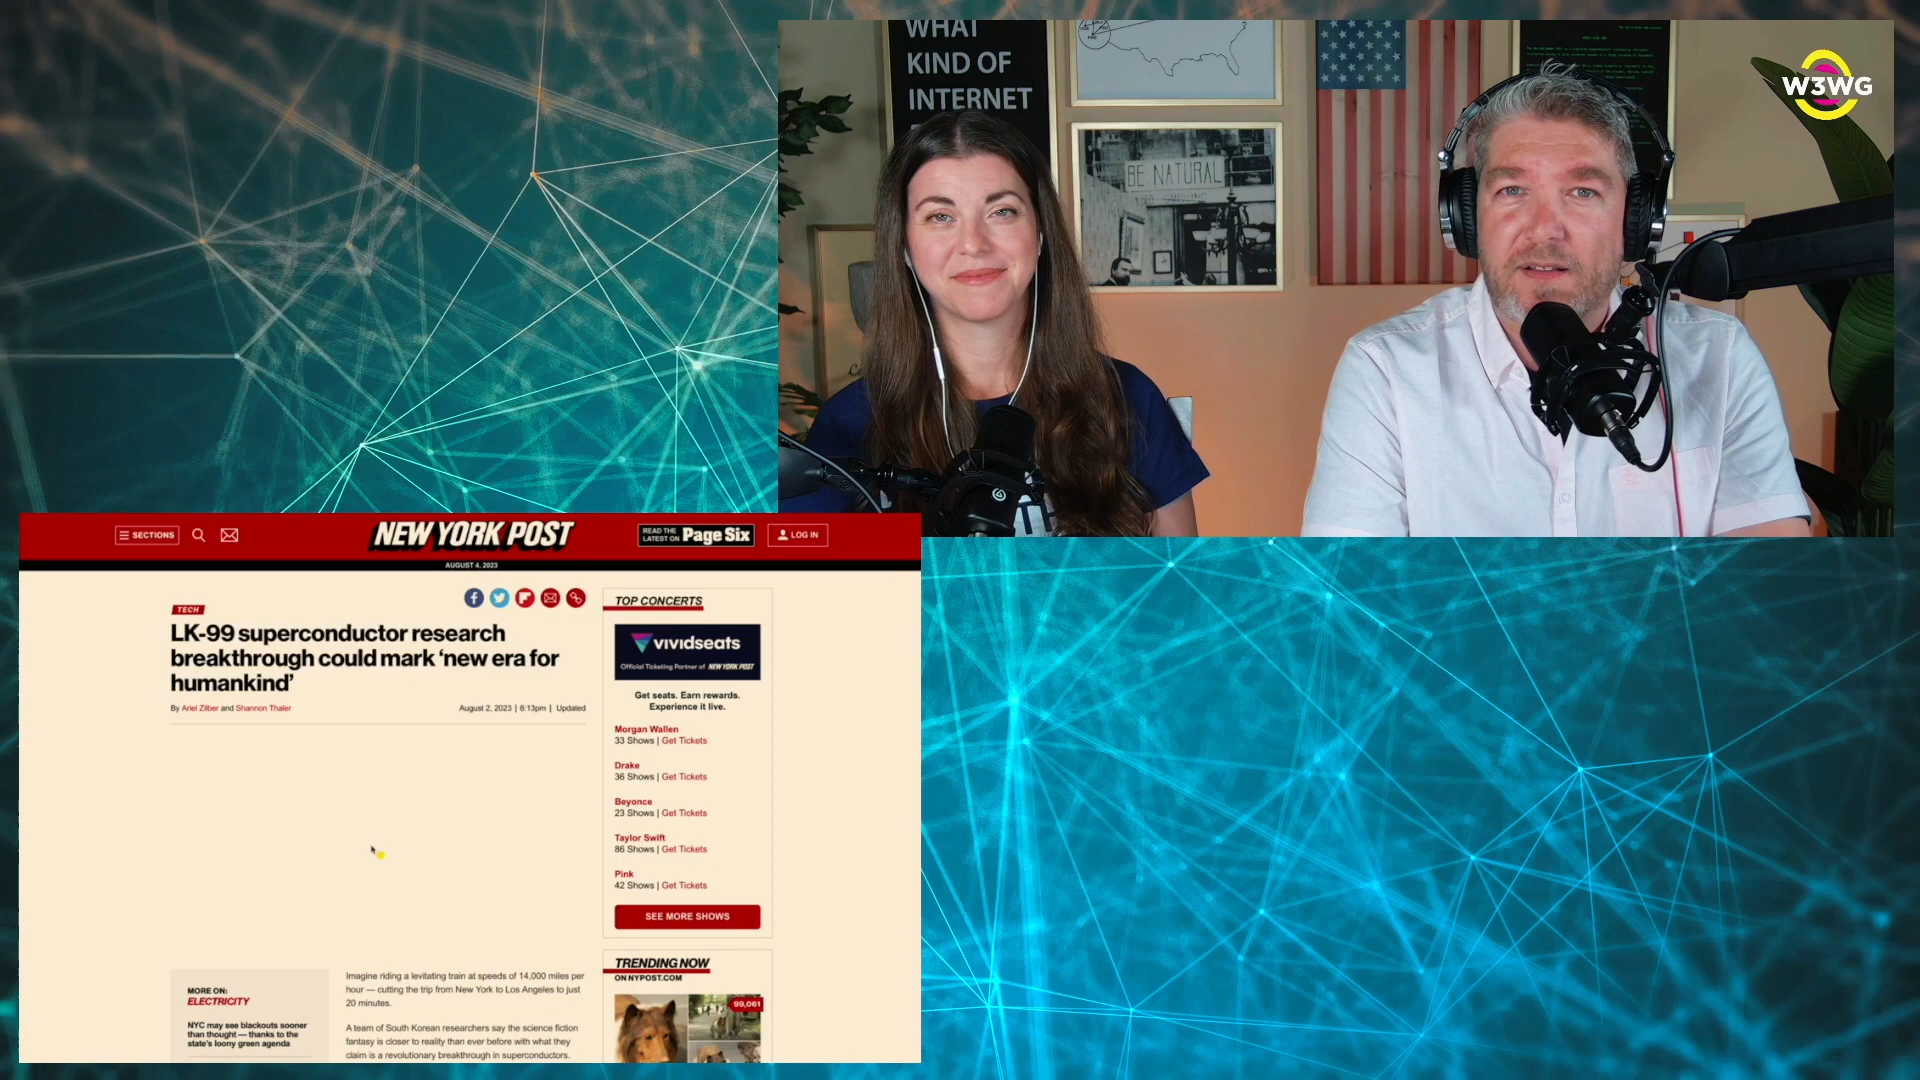 WHAT
KIND OF
INTERNET
BE NATURAL
W3WG
SECTIONS
NEW YORK POST
READ THE
LATEST ON
Page Six
LOG IN
AUGUST 4, 2023
TECH
LK-99 superconductor research
breakthrough could mark ‘new era for
humankind’
By Ariel Zilber and Shannon Thaler
August 2, 2023 | 6:13pm | Updated
MORE ON:
ELECTRICITY
NYC may see blackouts sooner
than thought — thanks to the
state's loony green agenda
Imagine riding a levitating train at speeds of 14,000 miles per
hour — cutting the trip from New York to Los Angeles to just
20 minutes.
A team of South Korean researchers say the science fiction
fantasy is closer to reality than ever before with what they
claim is a revolutionary breakthrough in superconductors.
TOP CONCERTS
vividseats
Official Ticketing Partner of NEW YORK POST
Get seats. Earn rewards.
Experience it live.
Morgan Wallen
33 Shows | Get Tickets
Drake
36 Shows | Get Tickets
Beyonce
23 Shows | Get Tickets
Taylor Swift
86 Shows | Get Tickets
Pink
42 Shows | Get Tickets
SEE MORE SHOWS
TRENDING NOW
ON NYPOST.COM
99,061